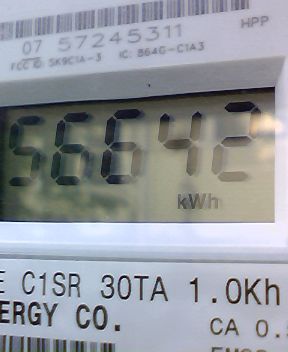 HPP
07 57245311
FCC ID: SK9C1A-3 IC: 864G-C1A3
56642
kWh
E C1SR 30TA 1.0Kh
ERGY CO.
CA 0.